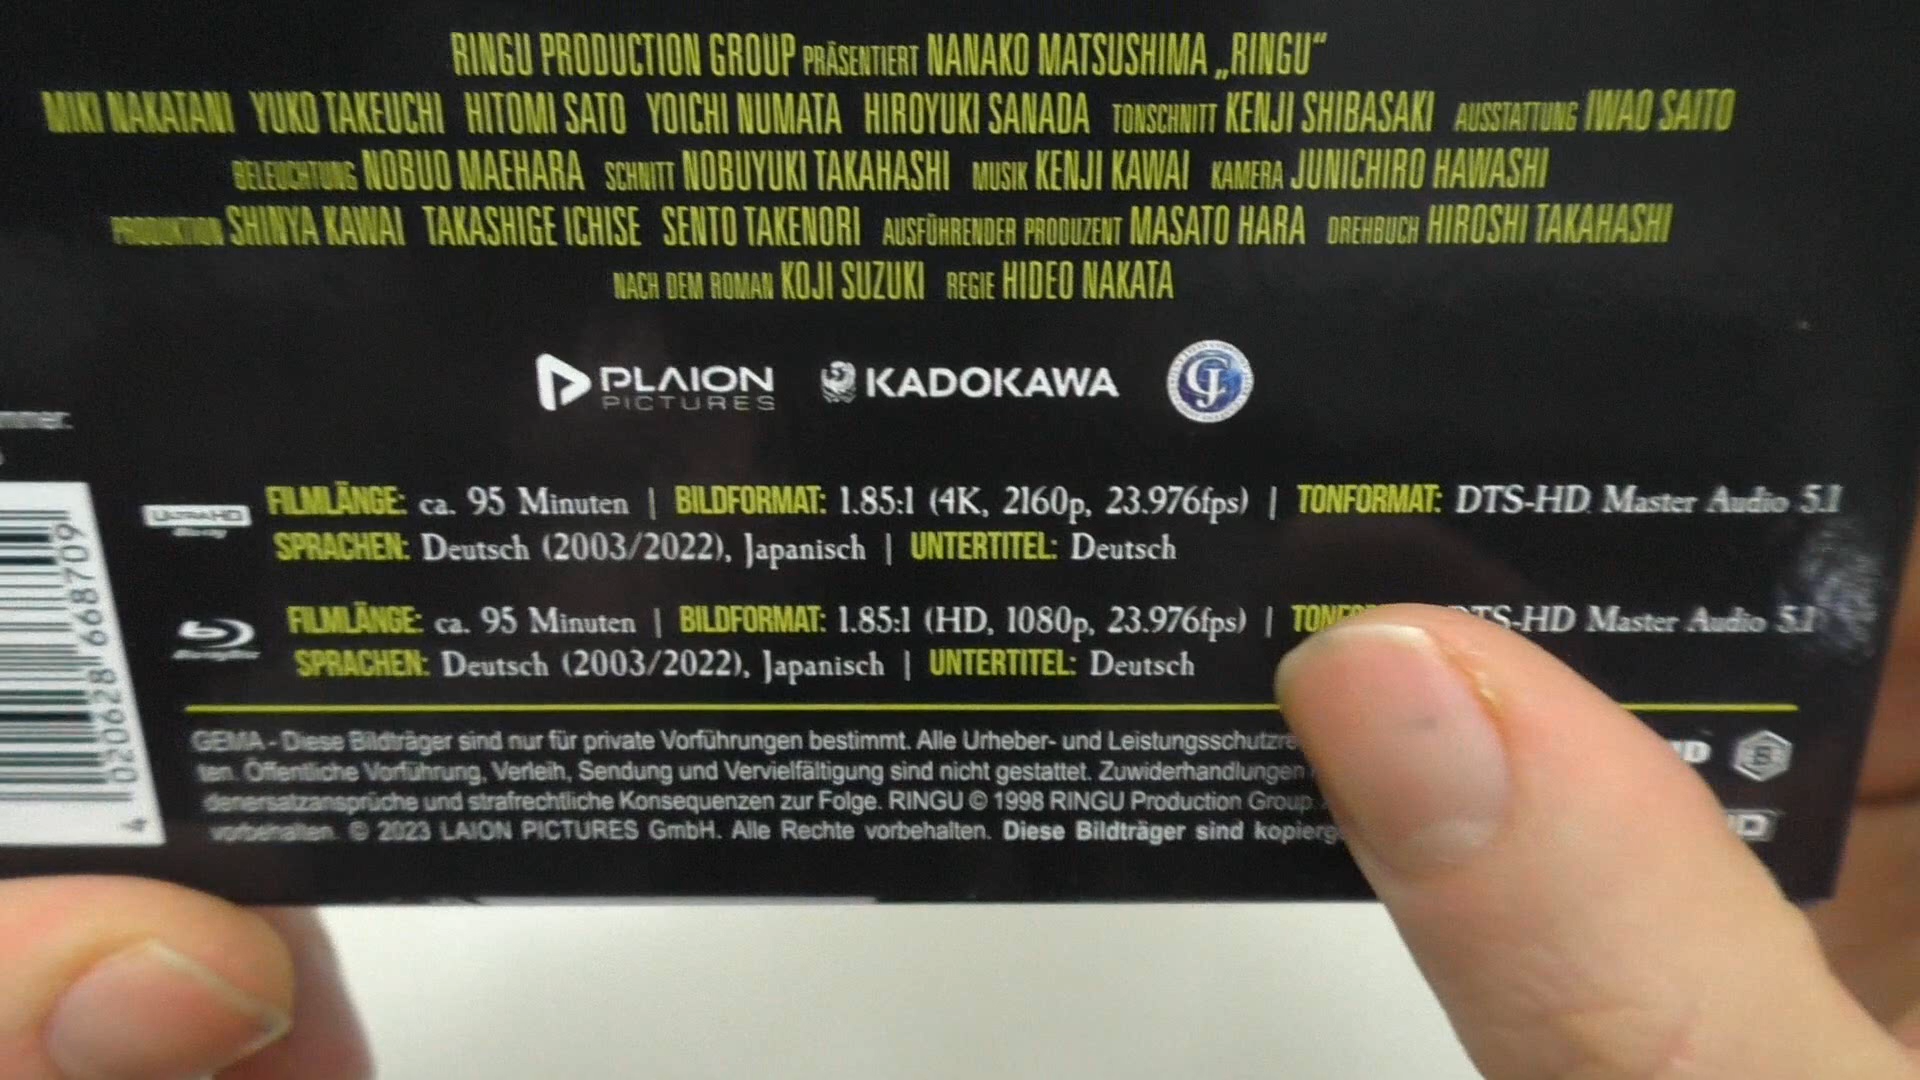 RINGU PRODUCTION GROUP PRÄSENTIERT NANAKO MATSUSHIMA „RINGU“
MIKI NAKATANI YUKO TAKEUCHI HITOMI SATO YOICHI NUMATA HIROYUKI SANADA TONSCHNITT KENJI SHIBASAKI AUSSTATTUNG IWAO SAITO
BELEUCHTUNG NOBUO MAEHARA SCHNITT NOBUYUKI TAKAHASHI MUSIK KENJI KAWAI KAMERA JUNICHIRO HAWASHI
PRODUKTION SHINYA KAWAI TAKASHIGE ICHISE SENTO TAKENORI AUSFÜHRENDER PRODUZENT MASATO HARA DREHBUCH HIROSHI TAKAHASHI
NACH DEM ROMAN KOJI SUZUKI REGIE HIDEO NAKATA
PLAION PICTURES KADOKAWA
FILMLÄNGE: ca. 95 Minuten | BILDFORMAT: 1.85:1 (4K, 2160p, 23.976fps) | TONFORMAT: DTS-HD Master Audio 5.1
ULTRA HD Blu-ray
SPRACHEN: Deutsch (2003/2022), Japanisch | UNTERTITEL: Deutsch
FILMLÄNGE: ca. 95 Minuten | BILDFORMAT: 1.85:1 (HD, 1080p, 23.976fps) | DTS-HD Master Audio 5.1
SPRACHEN: Deutsch (2003/2022), Japanisch | UNTERTITEL: Deutsch
GEMA - Diese Bildträger sind nur für private Vorführungen bestimmt. Alle Urheber- und Leistungsschutzre
ten. Öffentliche Vorführung, Verleih, Sendung und Vervielfältigung sind nicht gestattet. Zuwiderhandlungen
denersatzansprüche und strafrechtliche Konsequenzen zur Folge. RINGU © 1998 RINGU Production Group.
vorbehalten. © 2023 LAION PICTURES GmbH. Alle Rechte vorbehalten. Diese Bildträger sind kopierg
4 020628 668709